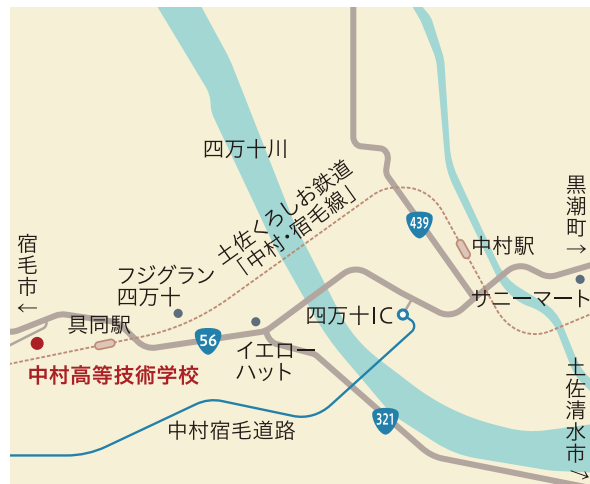 四万十川
土佐くろしお鉄道
「中村・宿毛線」
439
黒潮町→
中村駅
宿毛市←
フジグラン
四万十
サニーマート
四万十IC
具同駅
56
イエロー
ハット
中村高等技術学校
土佐清水市→
321
中村宿毛道路